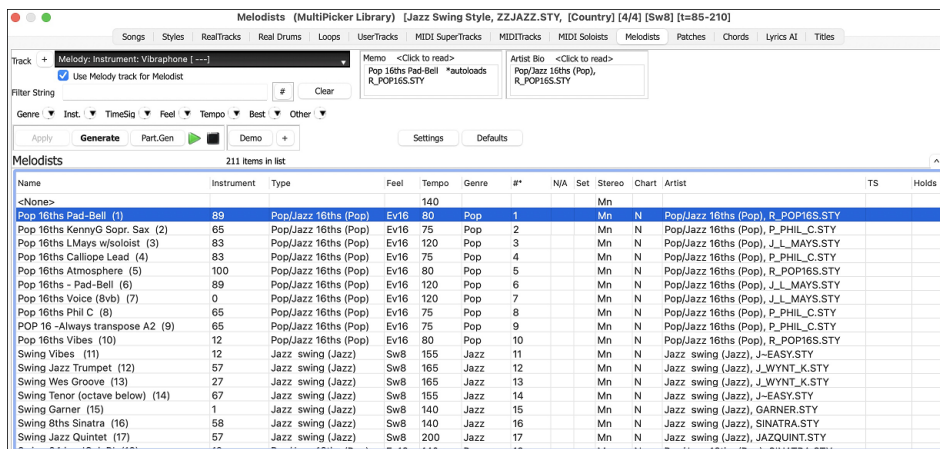 Melodists (MultiPicker Library) [Jazz Swing Style, ZZJAZZ.STY, [Country] [4/4] [Sw8] [t=85-210]
Songs Styles RealTracks Real Drums Loops UserTracks MIDI SuperTracks MIDITracks MIDI Soloists Melodists Patches Chords Lyrics AI Titles
Track + Melody: Instrument: Vibraphone [ ---]
Use Melody track for Melodist
Filter String # Clear
Memo <Click to read>
Pop 16ths Pad-Bell *autoloads
R_POP16S.STY
Artist Bio <Click to read>
Pop/Jazz 16ths (Pop),
R_POP16S.STY
Genre Inst. TimeSig Feel Tempo Best Other
Apply Generate Part.Gen Demo + Settings Defaults
Melodists 211 items in list
Name Instrument Type Feel Tempo Genre #* N/A Set Stereo Chart Artist TS Holds
<None> 140 Mn
Pop 16ths Pad-Bell (1) 89 Pop/Jazz 16ths (Pop) Ev16 80 Pop 1 Mn N Pop/Jazz 16ths (Pop), R_POP16S.STY
Pop 16ths KennyG Sopr. Sax (2) 65 Pop/Jazz 16ths (Pop) Ev16 75 Pop 2 Mn N Pop/Jazz 16ths (Pop), P_PHIL_C.STY
Pop 16ths LMays w/soloist (3) 83 Pop/Jazz 16ths (Pop) Ev16 120 Pop 3 Mn N Pop/Jazz 16ths (Pop), J_L_MAYS.STY
Pop 16ths Calliope Lead (4) 83 Pop/Jazz 16ths (Pop) Ev16 75 Pop 4 Mn N Pop/Jazz 16ths (Pop), P_PHIL_C.STY
Pop 16ths Atmosphere (5) 100 Pop/Jazz 16ths (Pop) Ev16 80 Pop 5 Mn N Pop/Jazz 16ths (Pop), R_POP16S.STY
Pop 16ths - Pad-Bell (6) 89 Pop/Jazz 16ths (Pop) Ev16 120 Pop 6 Mn N Pop/Jazz 16ths (Pop), J_L_MAYS.STY
Pop 16ths Voice (8vb) (7) 0 Pop/Jazz 16ths (Pop) Ev16 120 Pop 7 Mn N Pop/Jazz 16ths (Pop), J_L_MAYS.STY
Pop 16ths Phil C (8) 65 Pop/Jazz 16ths (Pop) Ev16 75 Pop 8 Mn N Pop/Jazz 16ths (Pop), P_PHIL_C.STY
POP 16 -Always transpose A2 (9) 65 Pop/Jazz 16ths (Pop) Ev16 75 Pop 9 Mn N Pop/Jazz 16ths (Pop), P_PHIL_C.STY
Pop 16ths Vibes (10) 12 Pop/Jazz 16ths (Pop) Ev16 80 Pop 10 Mn N Pop/Jazz 16ths (Pop), R_POP16S.STY
Swing Vibes (11) 12 Jazz swing (Jazz) Sw8 155 Jazz 11 Mn N Jazz swing (Jazz), J~EASY.STY
Swing Jazz Trumpet (12) 57 Jazz swing (Jazz) Sw8 165 Jazz 12 Mn N Jazz swing (Jazz), J_WYNT_K.STY
Swing Wes Groove (13) 27 Jazz swing (Jazz) Sw8 165 Jazz 13 Mn N Jazz swing (Jazz), J_WYNT_K.STY
Swing Tenor (octave below) (14) 67 Jazz swing (Jazz) Sw8 155 Jazz 14 Mn N Jazz swing (Jazz), J~EASY.STY
Swing Garner (15) 1 Jazz swing (Jazz) Sw8 140 Jazz 15 Mn N Jazz swing (Jazz), GARNER.STY
Swing 8ths Sinatra (16) 58 Jazz swing (Jazz) Sw8 140 Jazz 16 Mn N Jazz swing (Jazz), SINATRA.STY
Swing Jazz Quintet (17) 57 Jazz swing (Jazz) Sw8 200 Jazz 17 Mn N Jazz swing (Jazz), JAZQUINT.STY